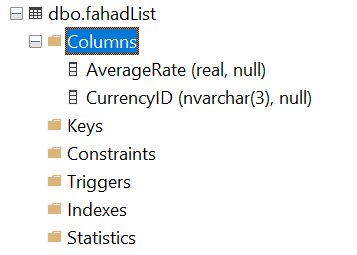 dbo.fahadList
Columns
AverageRate (real, null)
CurrencyID (nvarchar(3), null)
Keys
Constraints
Triggers
Indexes
Statistics